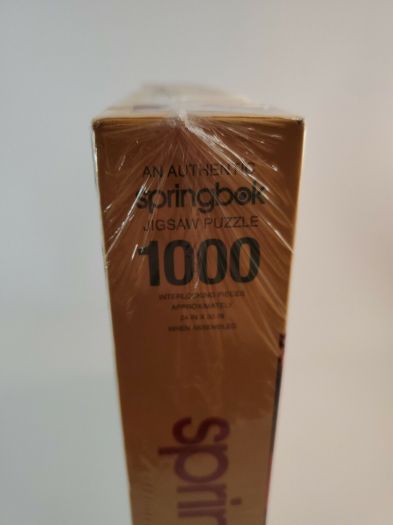 AN AUTHENTIC
springbok
JIGSAW PUZZLE
1000
INTERLOCKING PIECES
APPROXIMATELY
24 IN X 30 IN
WHEN ASSEMBLED
sprin